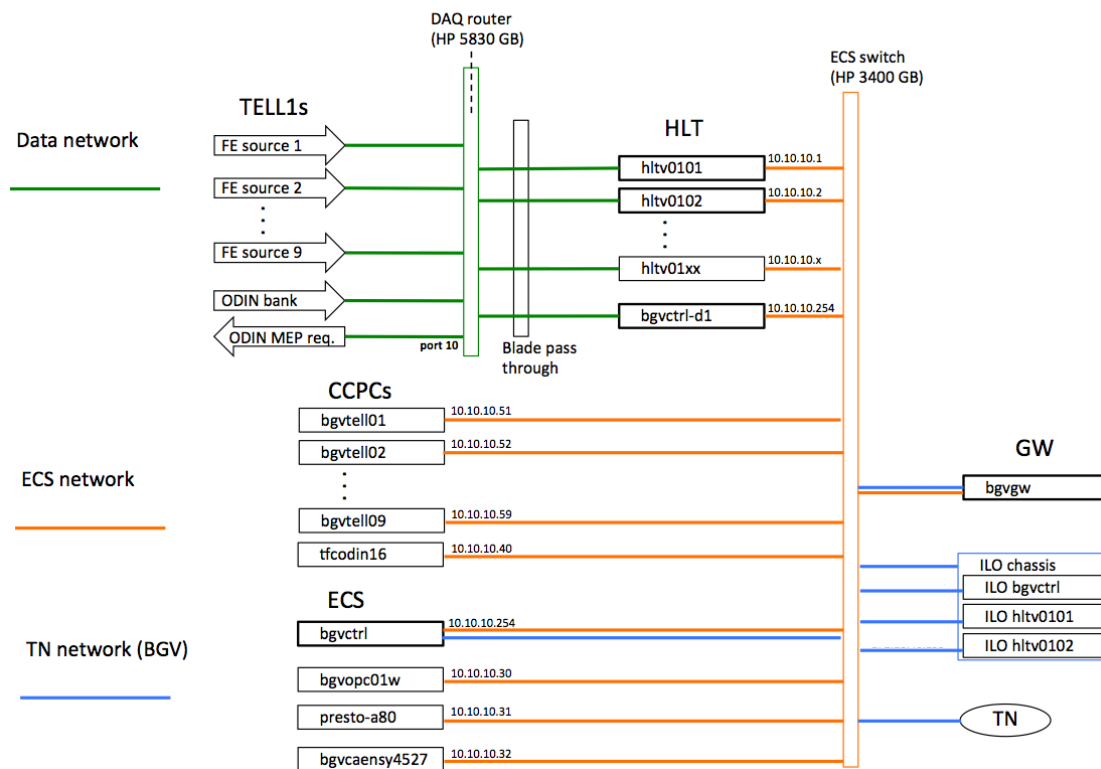 DAQ router
(HP 5830 GB)
ECS switch
(HP 3400 GB)
TELL1s
HLT
Data network
FE source 1
FE source 2
FE source 9
ODIN bank
ODIN MEP req.
port 10
Blade pass
through
hltv0101
10.10.10.1
hltv0102
10.10.10.2
hltv01xx
10.10.10.x
bgvctrl-d1
10.10.10.254
CCPCs
bgvtell01
10.10.10.51
bgvtell02
10.10.10.52
bgvtell09
10.10.10.59
tfcodin16
10.10.10.40
ECS network
GW
bgvgw
ILO chassis
ILO bgvctrl
ILO hltv0101
ILO hltv0102
ECS
bgvctrl
10.10.10.254
bgvopc01w
10.10.10.30
presto-a80
10.10.10.31
bgvcaensy4527
10.10.10.32
TN network (BGV)
TN